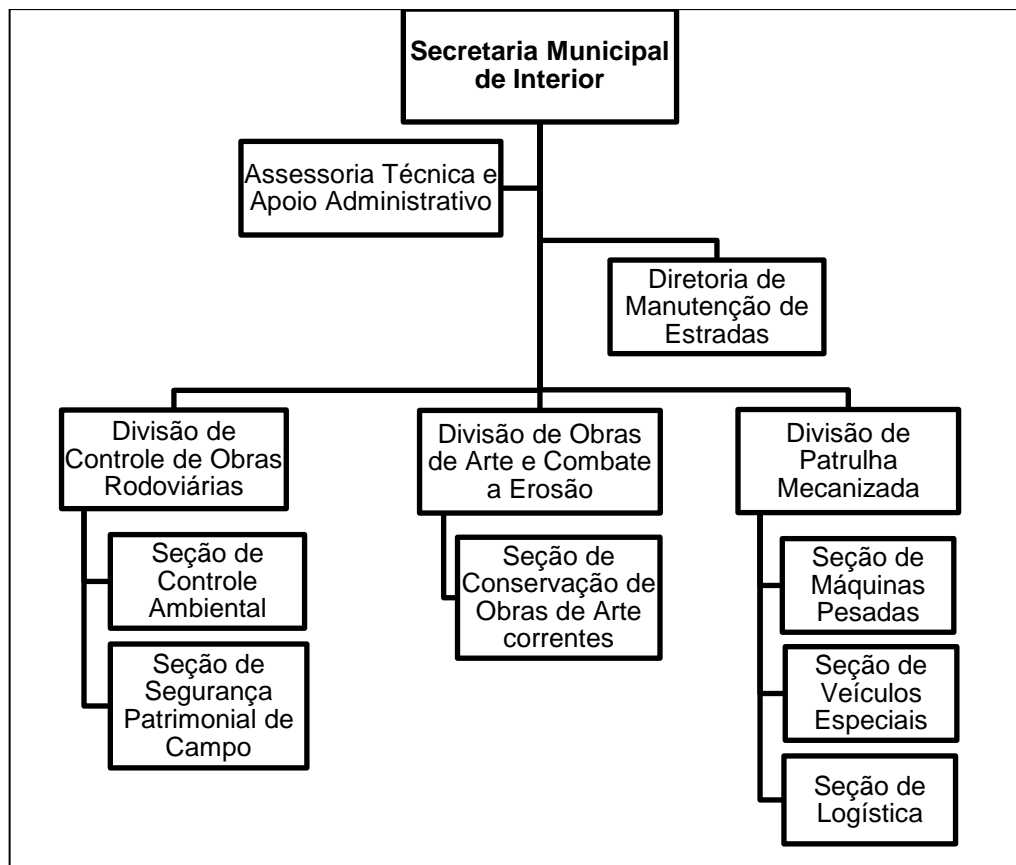 Secretaria Municipal
de Interior
Assessoria Técnica e
Apoio Administrativo
Diretoria de
Manutenção de
Estradas
Divisão de
Controle de Obras
Rodoviárias
Seção de
Controle
Ambiental
Seção de
Segurança
Patrimonial de
Campo
Divisão de Obras
de Arte e Combate
a Erosão
Seção de
Conservação de
Obras de Arte
correntes
Divisão de
Patrulha
Mecanizada
Seção de
Máquinas
Pesadas
Seção de
Veículos
Especiais
Seção de
Logística